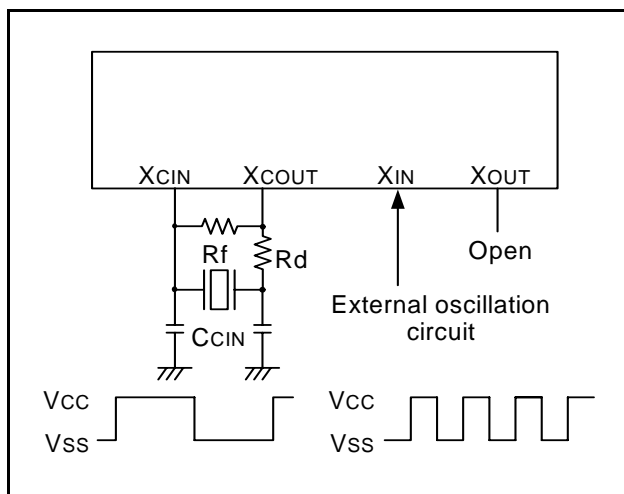 XCIN XCOUT XIN XOUT
Rf
Rd
Open
External oscillation
circuit
CCIN
VCC
VSS
VCC
VSS